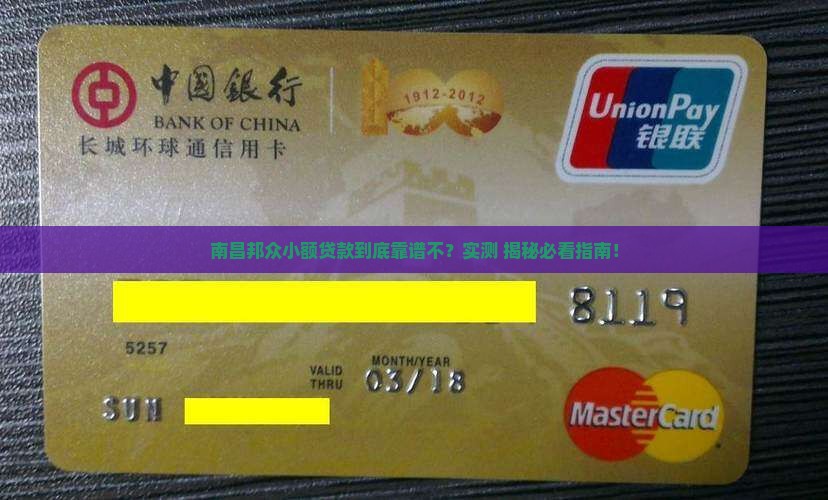 中國銀行
BANK OF CHINA
长城环球通信用卡
1912-2012
UnionPay
银联
南昌邦众小额贷款到底靠谱不？实测 揭秘必看指南！
8119
5257
VALID
THRU
MONTH/YEAR
03/18
SUN
MasterCard